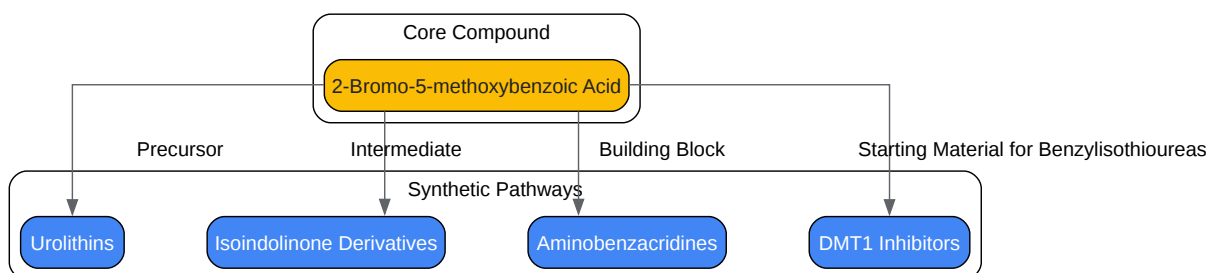 Core Compound
2-Bromo-5-methoxybenzoic Acid
Precursor
Intermediate
Building Block
Starting Material for Benzylisothioureas
Synthetic Pathways
Urolithins
Isoindolinone Derivatives
Aminobenzacridines
DMT1 Inhibitors